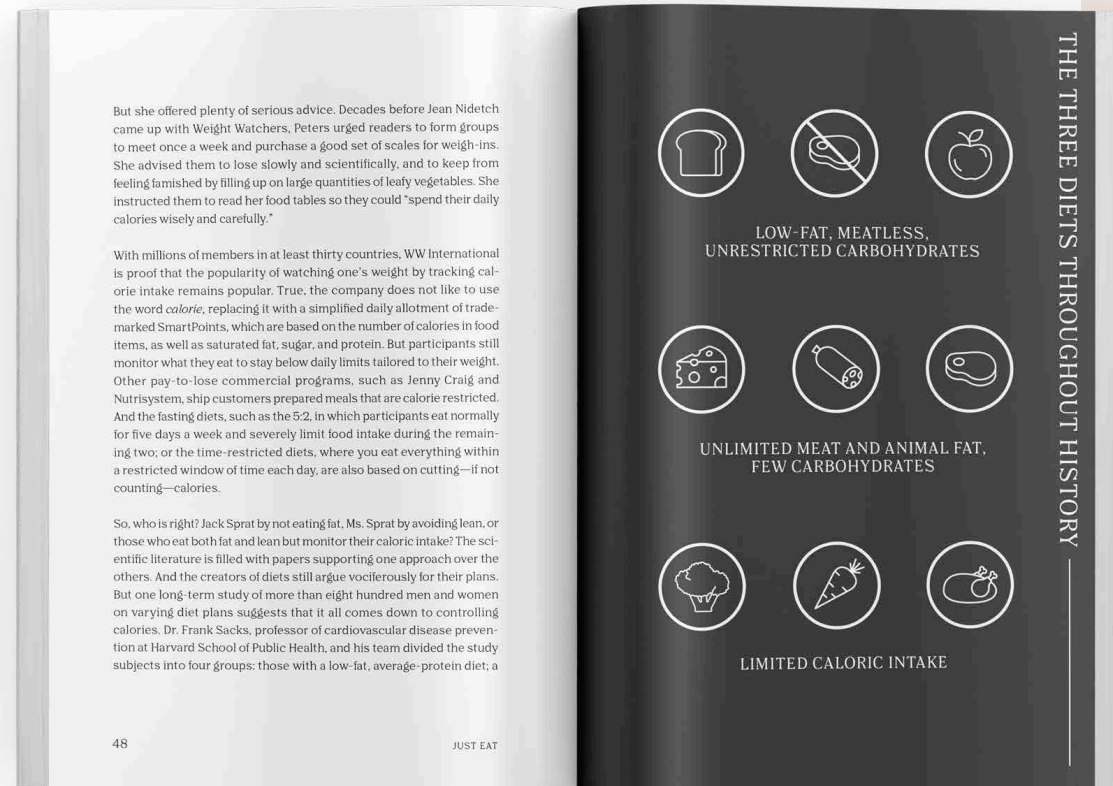 But she offered plenty of serious advice. Decades before Jean Nidetch
came up with Weight Watchers, Peters urged readers to form groups
to meet once a week and purchase a good set of scales for weigh-ins.
She advised them to lose slowly and scientifically, and to keep from
feeling famished by filling up on large quantities of leafy vegetables. She
instructed them to read her food tables so they could "spend their daily
calories wisely and carefully."
With millions of members in at least thirty countries, WW International
is proof that the popularity of watching one's weight by tracking cal-
orie intake remains popular. True, the company does not like to use
the word calorie, replacing it with a simplified daily allotment of trade-
marked SmartPoints, which are based on the number of calories in food
items, as well as saturated fat, sugar, and protein. But participants still
monitor what they eat to stay below daily limits tailored to their weight.
Other pay-to-lose commercial programs, such as Jenny Craig and
Nutrisystem, ship customers prepared meals that are calorie restricted.
And the fasting diets, such as the 5:2, in which participants eat normally
for five days a week and severely limit food intake during the remain-
ing two; or the time-restricted diets, where you eat everything within
a restricted window of time each day, are also based on cutting—if not
counting—calories.
So, who is right? Jack Sprat by not eating fat, Ms. Sprat by avoiding lean, or
those who eat both fat and lean but monitor their caloric intake? The sci-
entific literature is filled with papers supporting one approach over the
others. And the creators of diets still argue vociferously for their plans.
But one long-term study of more than eight hundred men and women
on varying diet plans suggests that it all comes down to controlling
calories. Dr. Frank Sacks, professor of cardiovascular disease preven-
tion at Harvard School of Public Health, and his team divided the study
subjects into four groups: those with a low-fat, average-protein diet; a
48
JUST EAT
LOW-FAT, MEATLESS,
UNRESTRICTED CARBOHYDRATES
UNLIMITED MEAT AND ANIMAL FAT,
FEW CARBOHYDRATES
LIMITED CALORIC INTAKE
THE THREE DIETS THROUGHOUT HISTORY